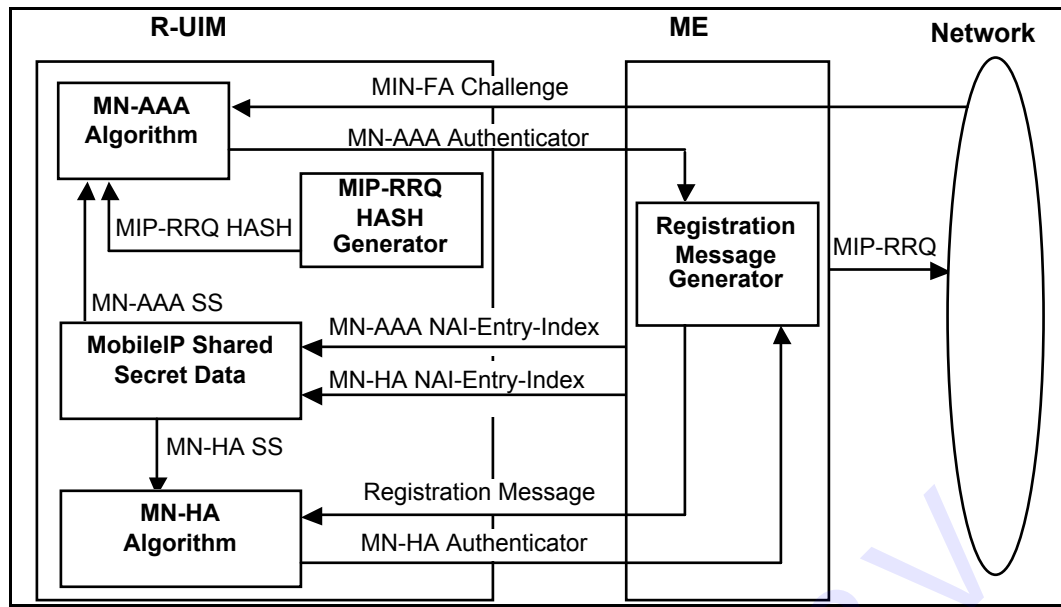 R-UIM
ME
Network
MIN-FA Challenge
MN-AAA
Algorithm
MN-AAA Authenticator
MIP-RRQ
HASH
Generator
MIP-RRQ HASH
Registration
Message
Generator
MIP-RRQ
MN-AAA SS
MN-AAA NAI-Entry-Index
MobileIP Shared
Secret Data
MN-HA NAI-Entry-Index
MN-HA SS
Registration Message
MN-HA
Algorithm
MN-HA Authenticator